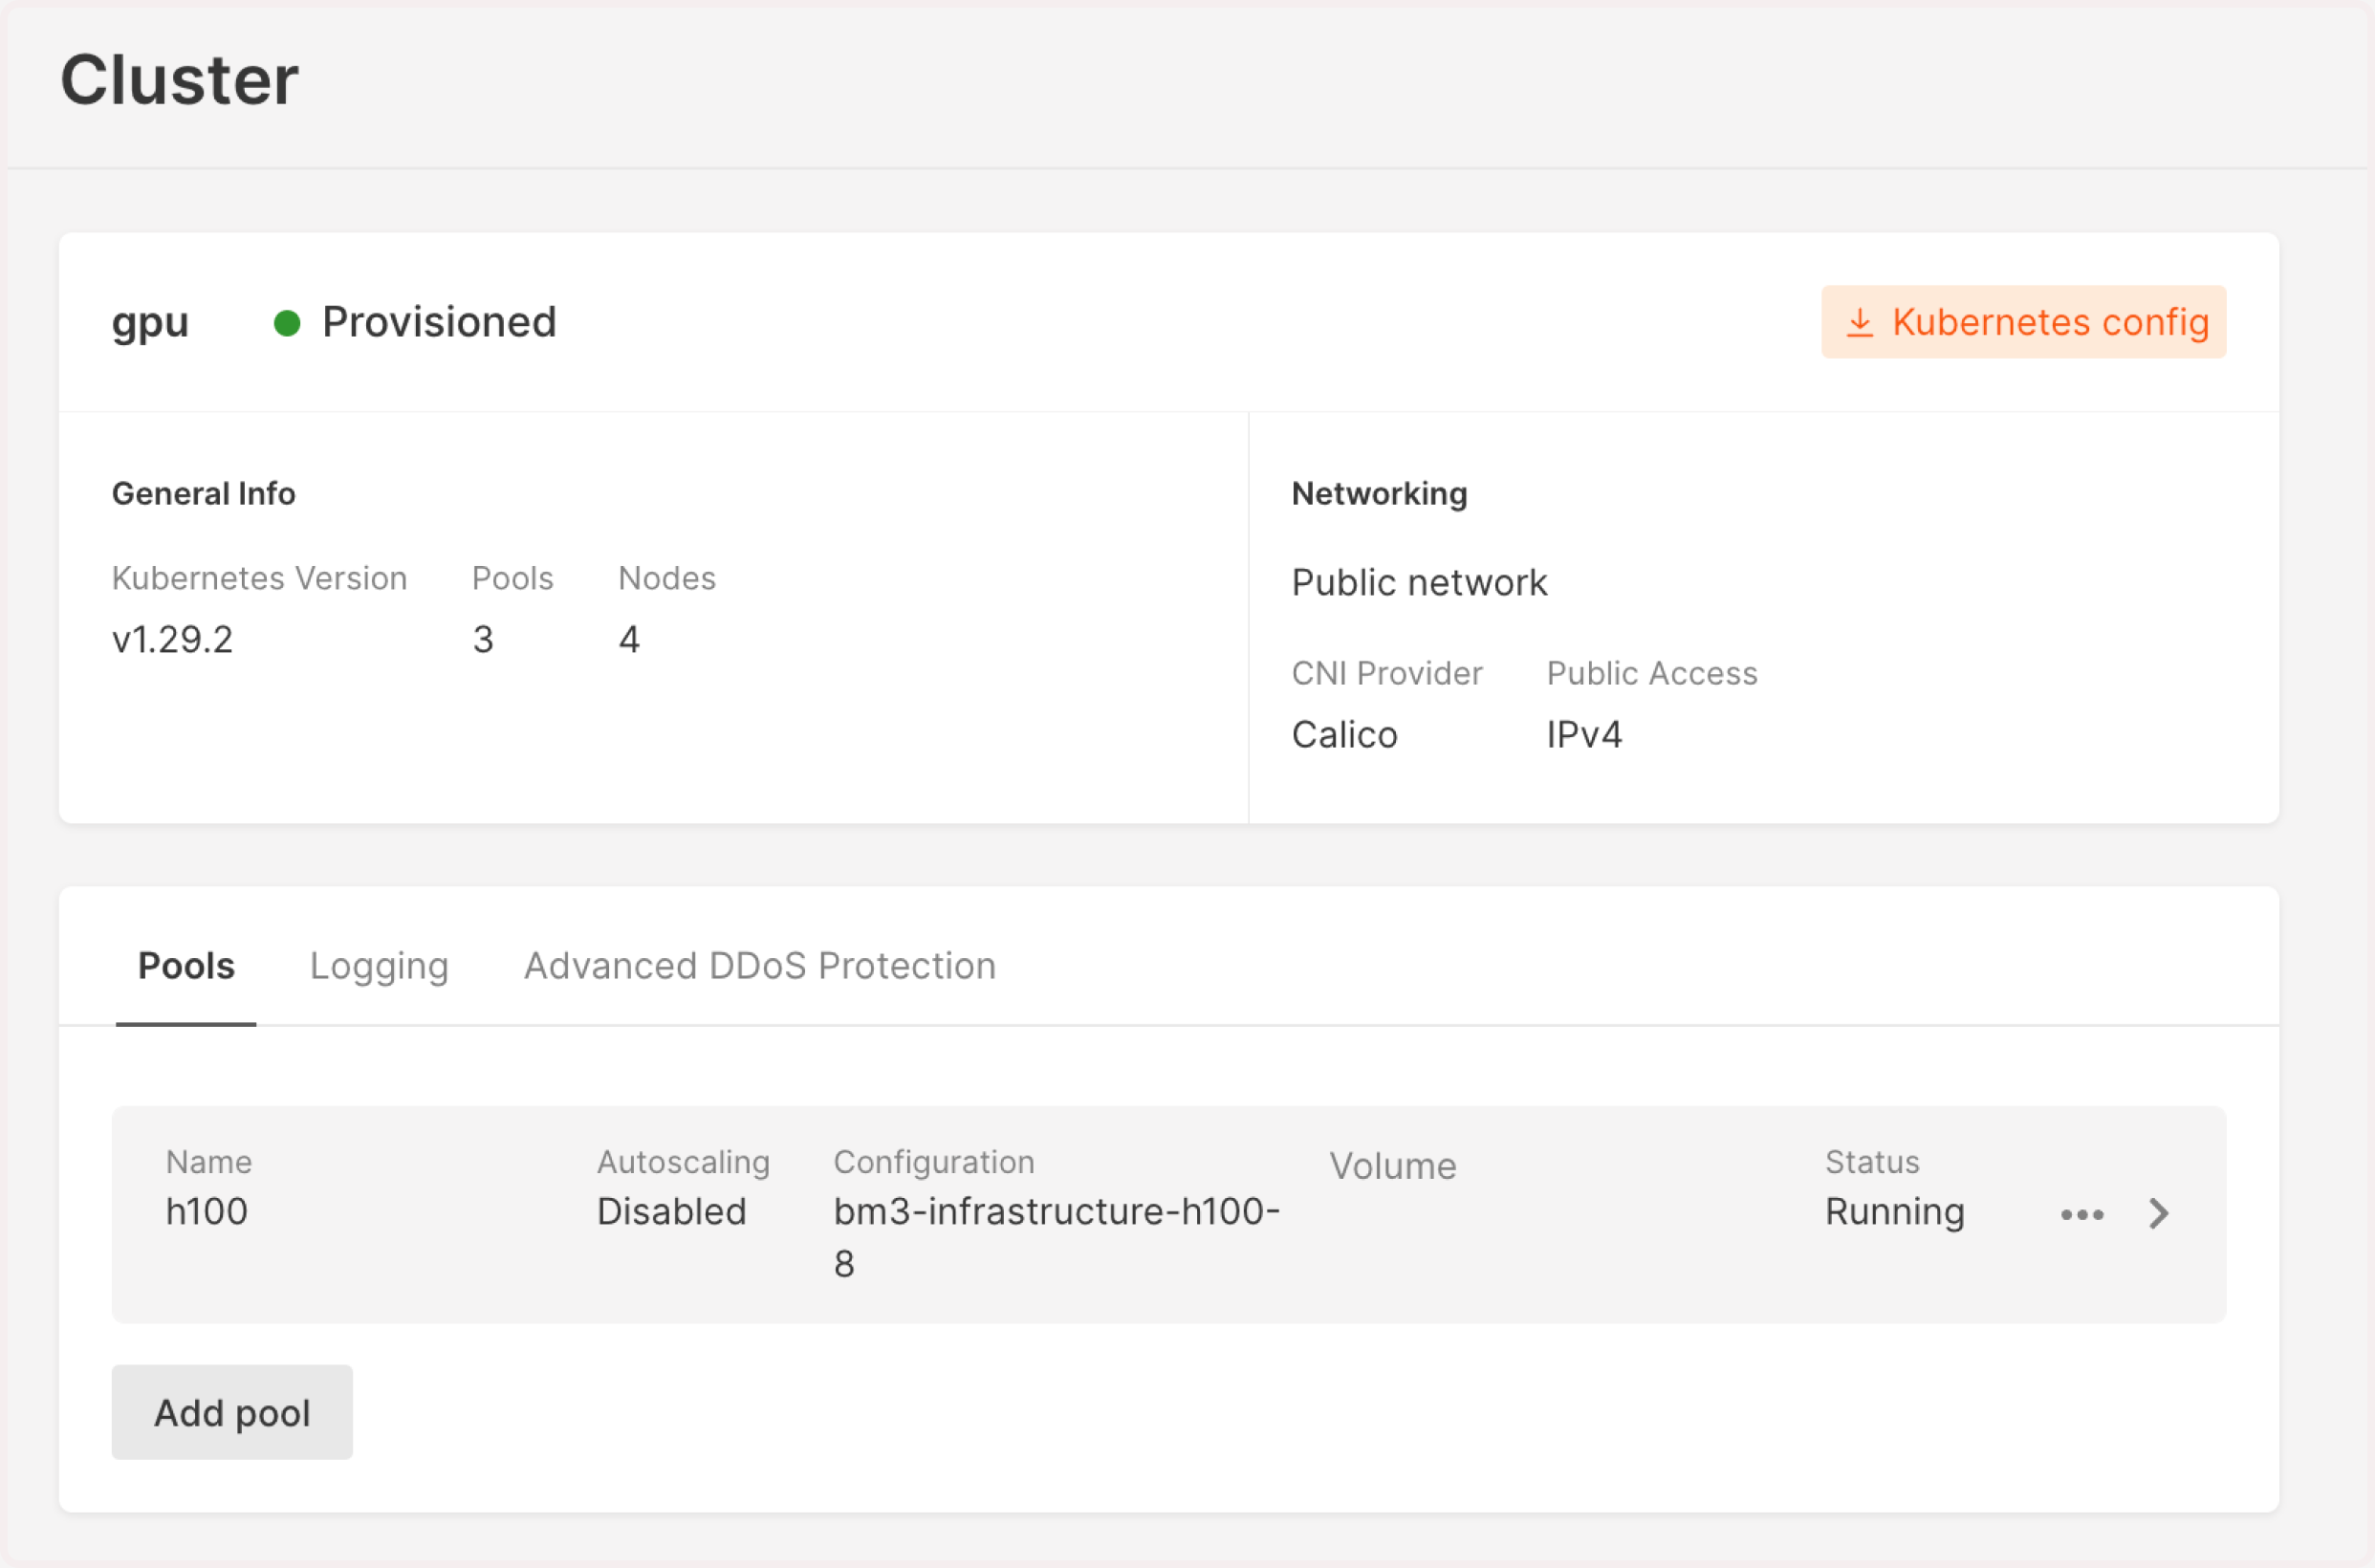 Cluster
gpu Provisioned Kubernetes config
General Info
Kubernetes Version Pools Nodes
v1.29.2 3 4
Networking
Public network
CNI Provider Public Access
Calico IPv4
Pools Logging Advanced DDoS Protection
Name Autoscaling Configuration Volume Status
h100 Disabled bm3-infrastructure-h100- Running
8
Add pool